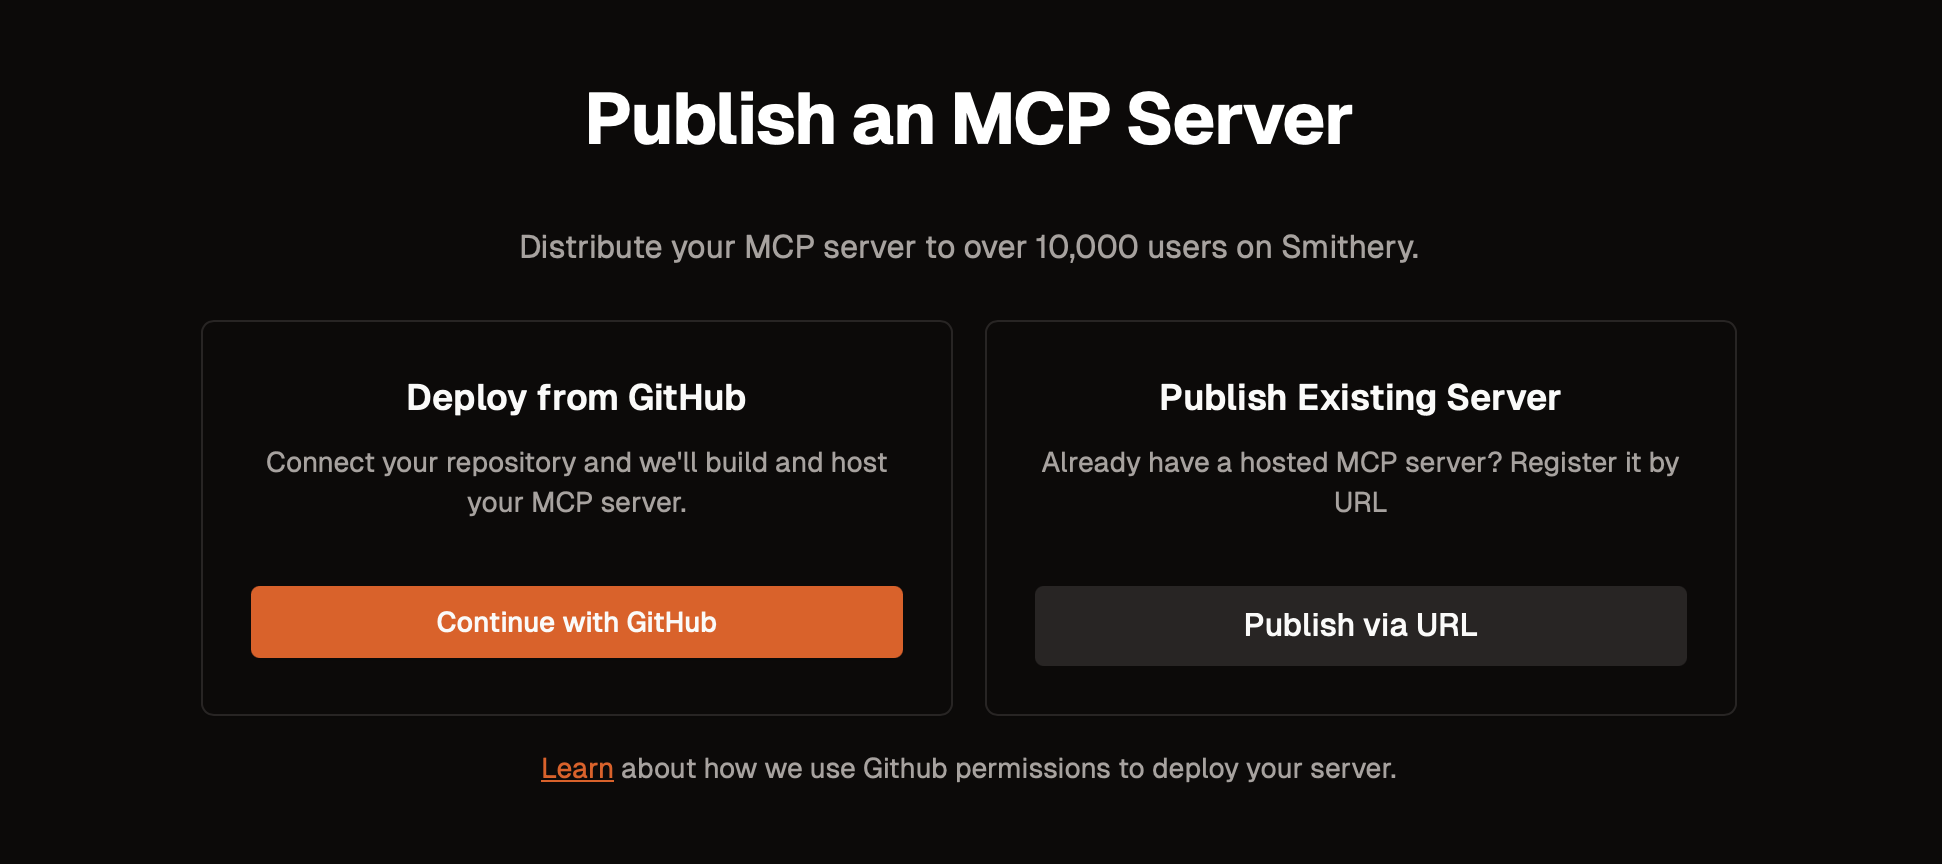 Publish an MCP Server
Distribute your MCP server to over 10,000 users on Smithery.
Deploy from GitHub
Connect your repository and we'll build and host
your MCP server.
Continue with GitHub
Publish Existing Server
Already have a hosted MCP server? Register it by
URL
Publish via URL
Learn about how we use Github permissions to deploy your server.